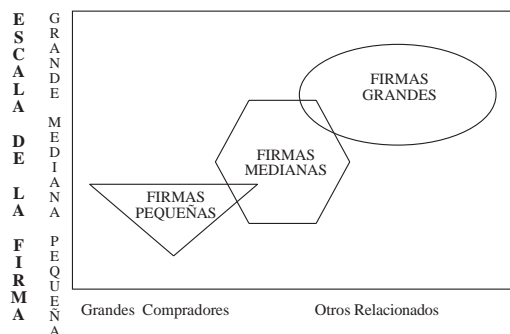 ESCALA DE LA FIRMA
GRANDE MEDIANA PEQUEÑA
FIRMAS
GRANDES
FIRMAS
MEDIANAS
FIRMAS
PEQUEÑAS
Grandes Compradores
Otros Relacionados